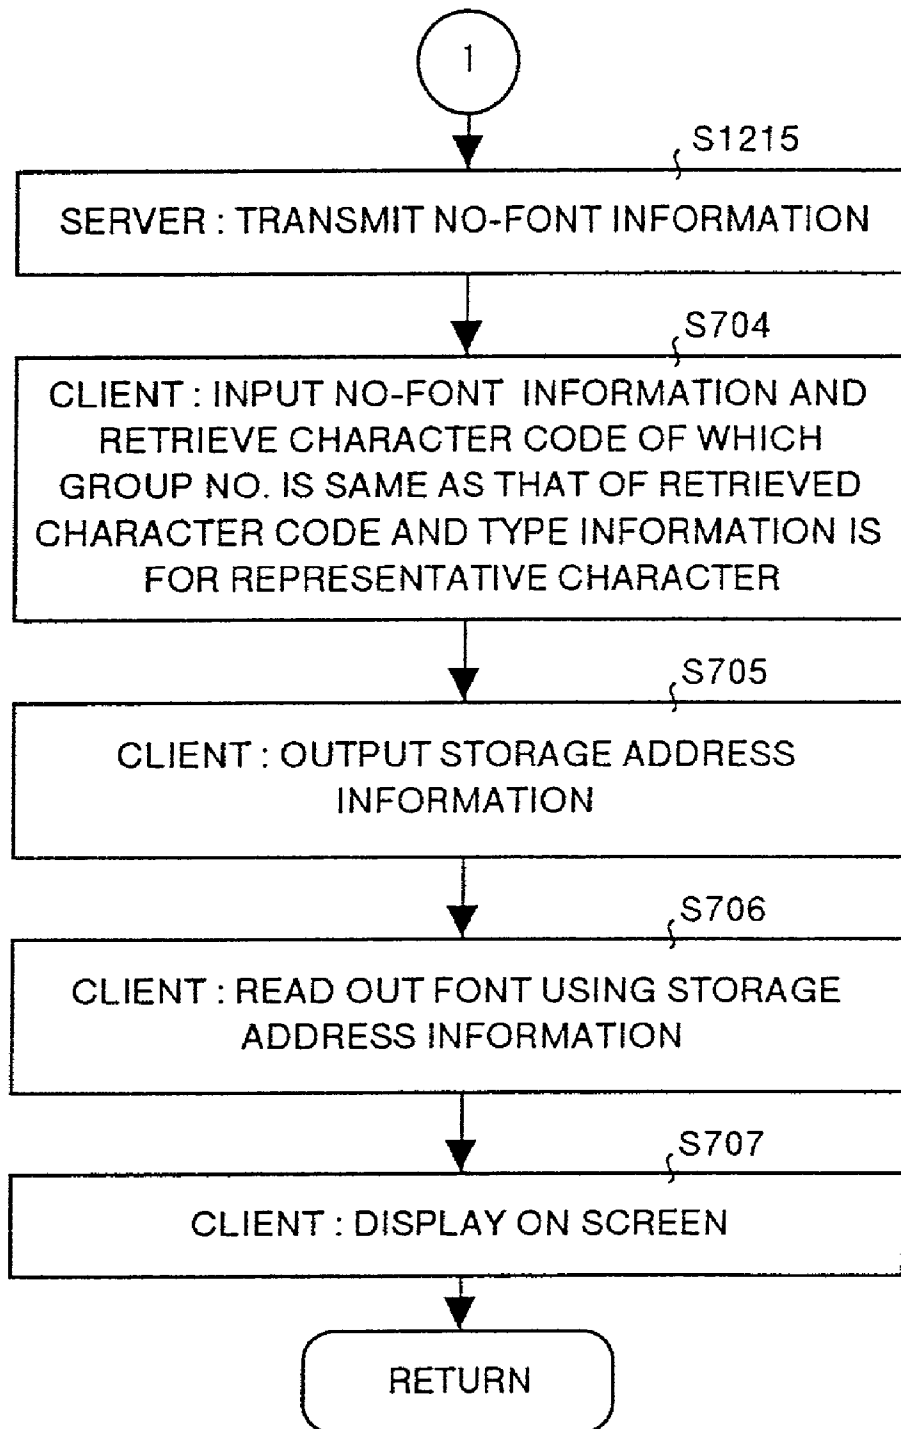 1
S1215
SERVER : TRANSMIT NO-FONT INFORMATION
S704
CLIENT : INPUT NO-FONT INFORMATION AND
RETRIEVE CHARACTER CODE OF WHICH
GROUP NO. IS SAME AS THAT OF RETRIEVED
CHARACTER CODE AND TYPE INFORMATION IS
FOR REPRESENTATIVE CHARACTER
S705
CLIENT : OUTPUT STORAGE ADDRESS
INFORMATION
S706
CLIENT : READ OUT FONT USING STORAGE
ADDRESS INFORMATION
S707
CLIENT : DISPLAY ON SCREEN
RETURN